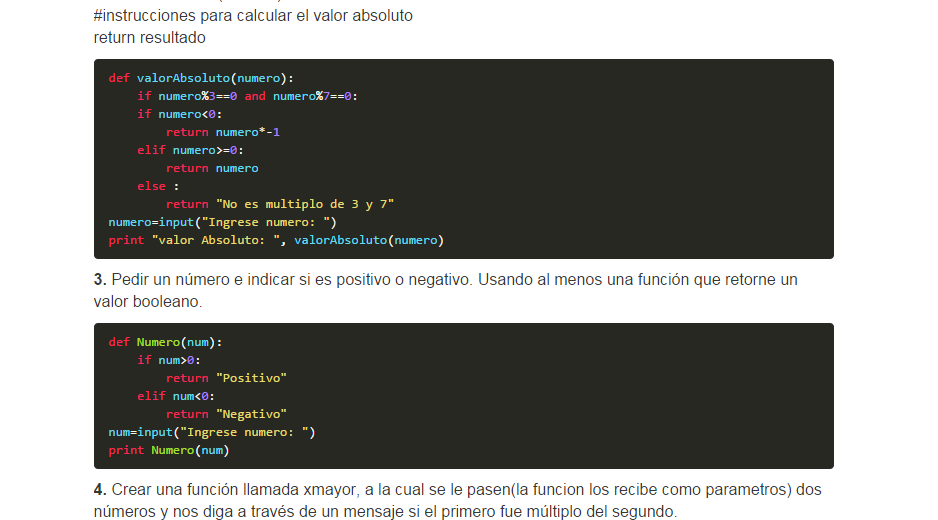 #instrucciones para calcular el valor absoluto
return resultado
def valorAbsoluto(numero):
    if numero%3==0 and numero%7==0:
    if numero<0:
        return numero*-1
    elif numero>=0:
        return numero
    else :
        return "No es multiplo de 3 y 7"
numero=input("Ingrese numero: ")
print "valor Absoluto: ", valorAbsoluto(numero)
3. Pedir un número e indicar si es positivo o negativo. Usando al menos una función que retorne un
valor booleano.
def Numero(num):
    if num>0:
        return "Positivo"
    elif num<0:
        return "Negativo"
num=input("Ingrese numero: ")
print Numero(num)
4. Crear una función llamada xmayor, a la cual se le pasen(la funcion los recibe como parametros) dos
números y nos diga a través de un mensaje si el primero fue múltiplo del segundo.